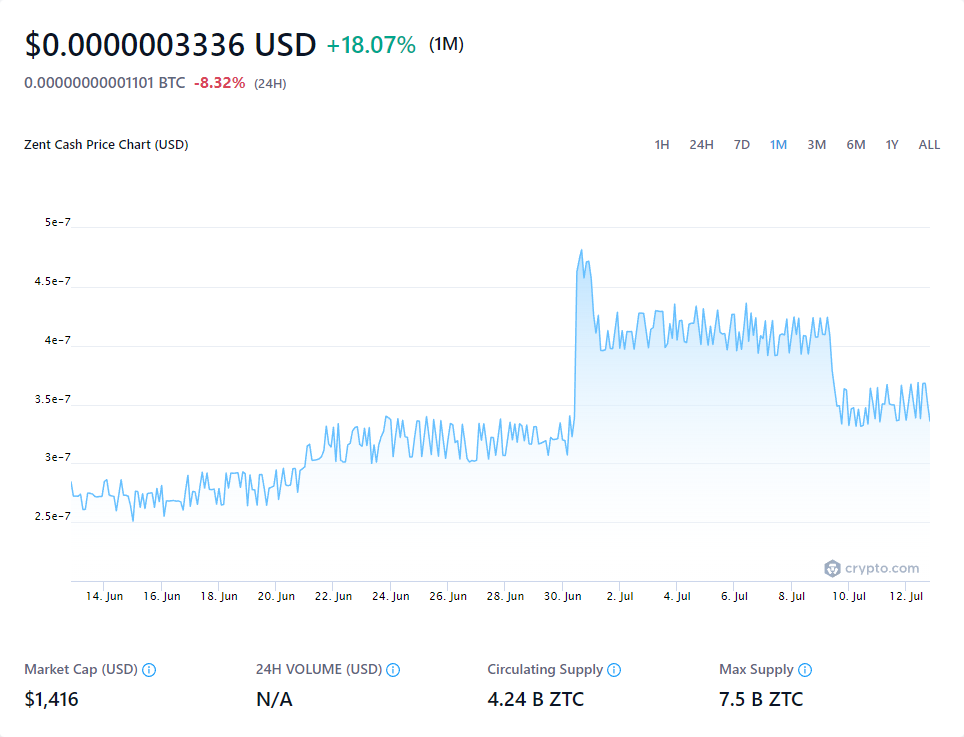 $0.0000003336 USD +18.07% (1M)
0.00000000001101 BTC -8.32% (24H)
Zent Cash Price Chart (USD) 1H 24H 7D 1M 3M 6M 1Y ALL
5e-7
4.5e-7
4e-7
3.5e-7
3e-7
2.5e-7
crypto.com
14. Jun 16. Jun 18. Jun 20. Jun 22. Jun 24. Jun 26. Jun 28. Jun 30. Jun 2. Jul 4. Jul 6. Jul 8. Jul 10. Jul 12. Jul
Market Cap (USD) 24H VOLUME (USD) Circulating Supply Max Supply
$1,416 N/A 4.24 B ZTC 7.5 B ZTC